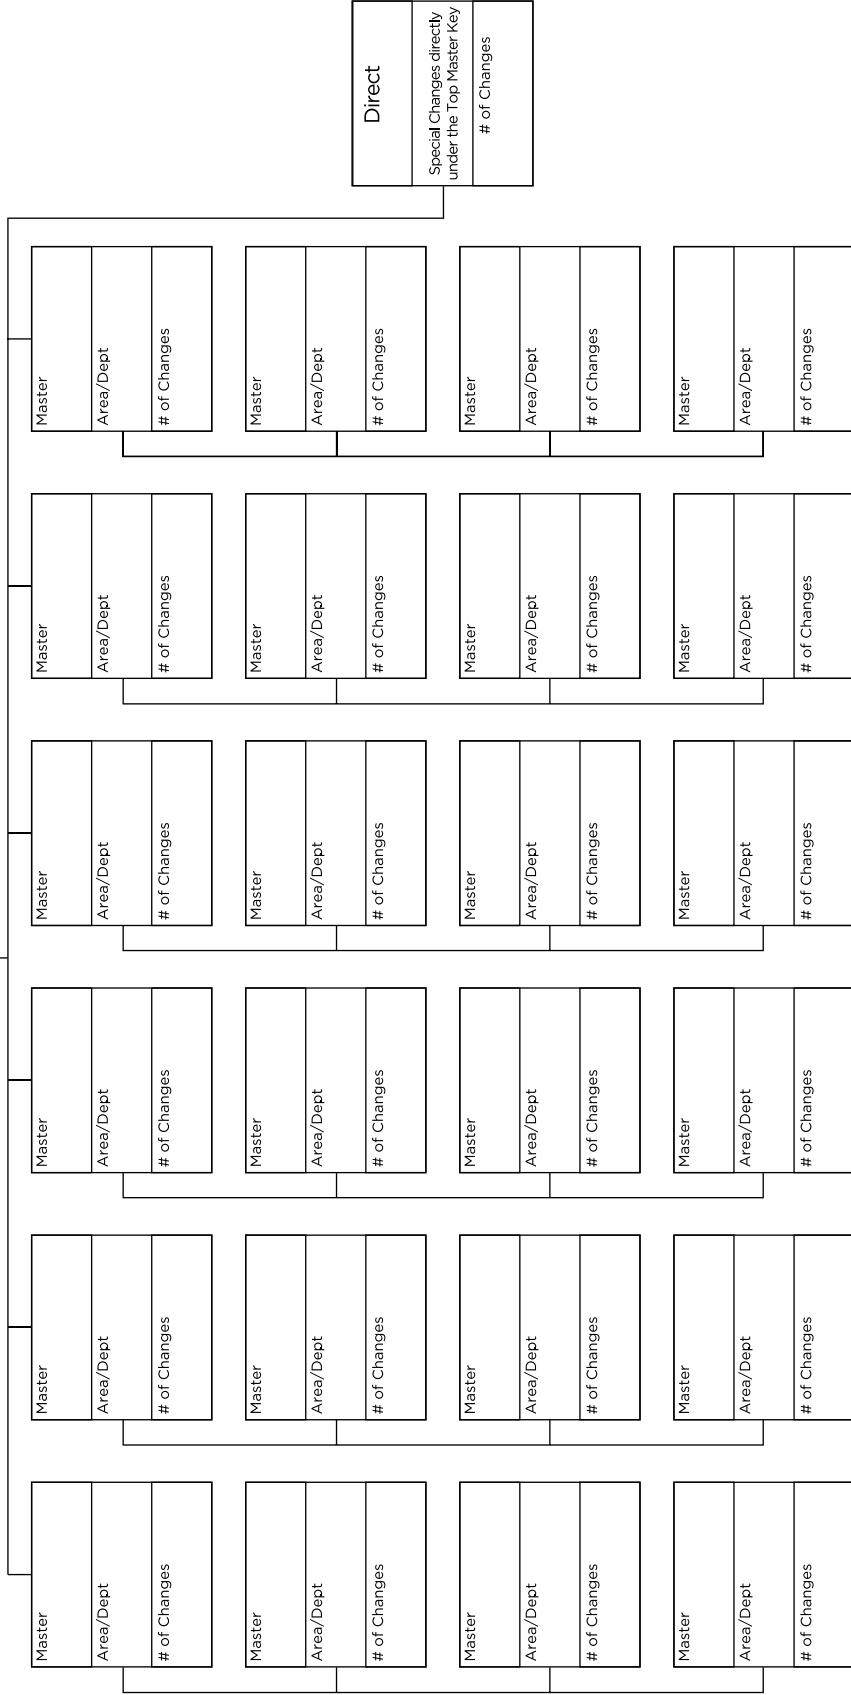 Master
Area/Dept
# of Changes
Master
Area/Dept
# of Changes
Master
Area/Dept
# of Changes
Master
Area/Dept
# of Changes
Master
Area/Dept
# of Changes
Master
Area/Dept
# of Changes
Master
Area/Dept
# of Changes
Master
Area/Dept
# of Changes
Master
Area/Dept
# of Changes
Master
Area/Dept
# of Changes
Master
Area/Dept
# of Changes
Master
Area/Dept
# of Changes
Direct
Special Changes directly
under the Top Master Key
# of Changes
Master
Area/Dept
# of Changes
Master
Area/Dept
# of Changes
Master
Area/Dept
# of Changes
Master
Area/Dept
# of Changes
Master
Area/Dept
# of Changes
Master
Area/Dept
# of Changes
Master
Area/Dept
# of Changes
Master
Area/Dept
# of Changes
Master
Area/Dept
# of Changes
Master
Area/Dept
# of Changes
Master
Area/Dept
# of Changes
Master
Area/Dept
# of Changes